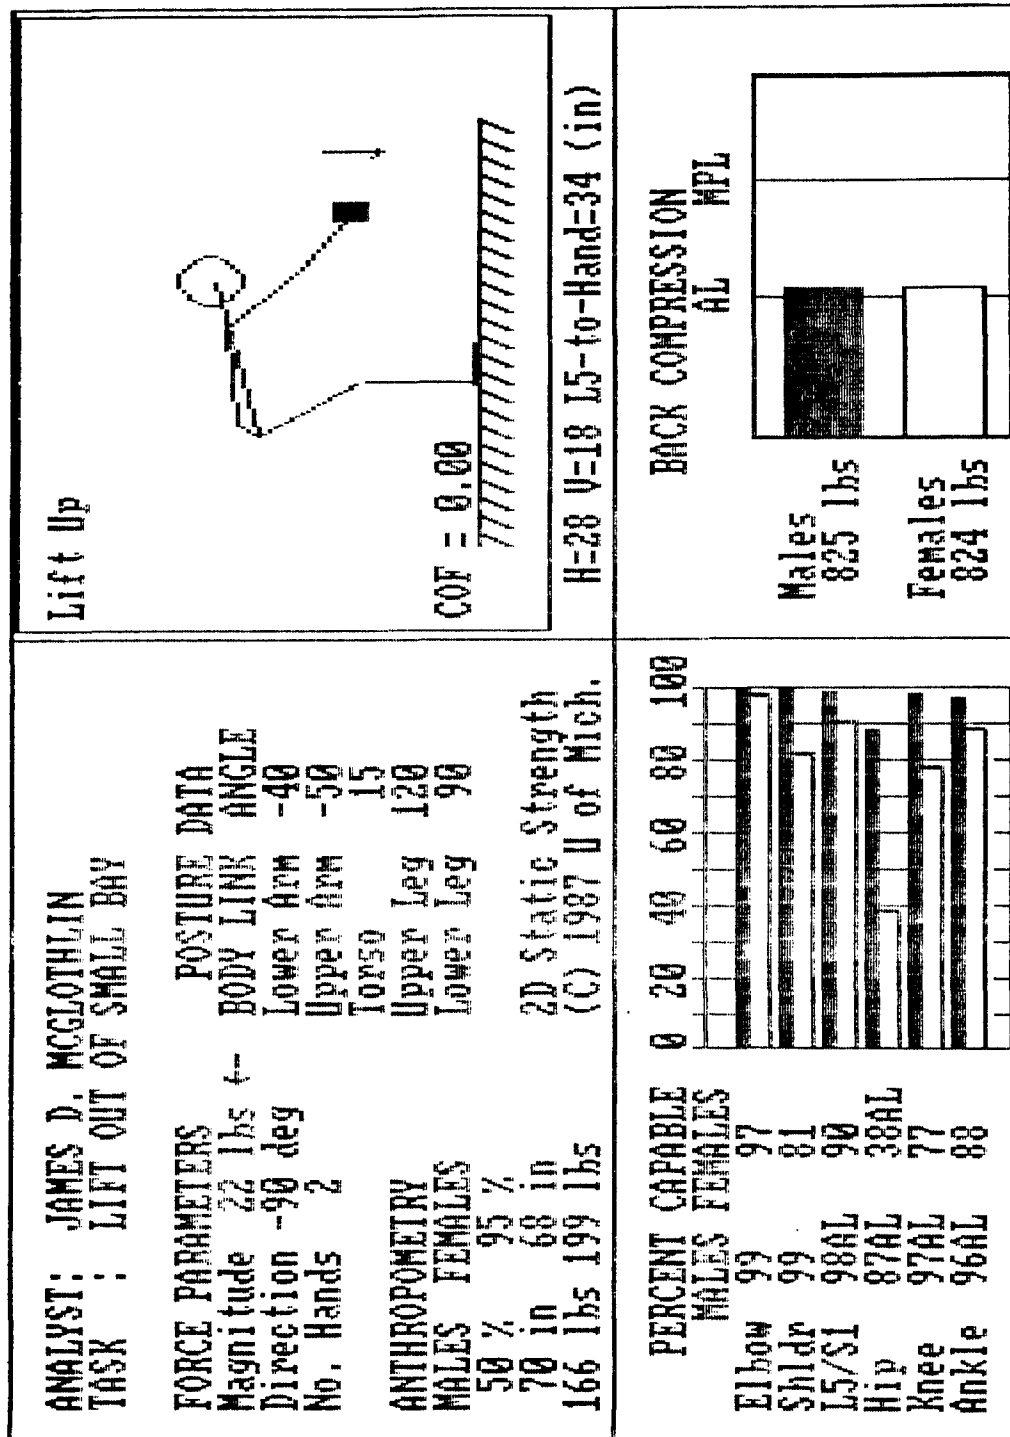 ANALYST: JAMES D. MCGLOTHLIN
TASK : LIFT OUT OF SMALL BAY
FORCE PARAMETERS
Magnitude 22 lbs ←
Direction -90 deg
No. Hands 2
POSTURE DATA
BODY LINK ANGLE
Lower Arm -40
Upper Arm -50
Torso 15
Upper Leg 120
Lower Leg 90
ANTHROPOMETRY
MALES FEMALES
50 % 95 %
70 in 68 in
166 lbs 199 lbs
2D Static Strength
(C) 1987 U of Mich.
Lift Up
COF = 0.00
H=28 V=18 L5-to-Hand=34 (in)
PERCENT CAPABLE
MALES FEMALES
Elbow 99 97
Shldr 99 81
L5/S1 98AL 90
Hip 87AL 38AL
Knee 97AL 77
Ankle 96AL 88
0 20 40 60 80 100
BACK COMPRESSION
AL MPL
Males
825 lbs
Females
824 lbs